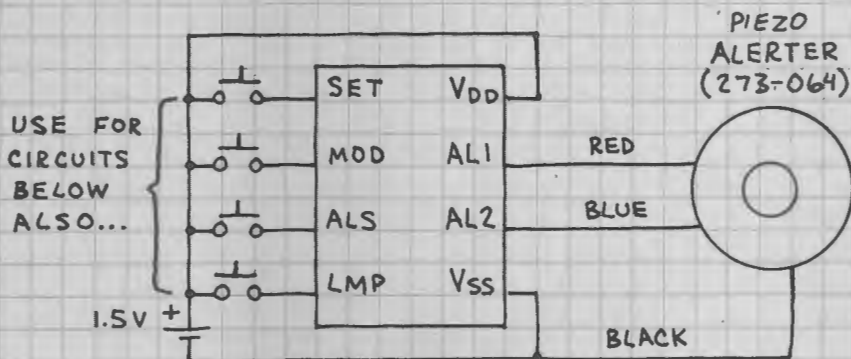 PIEZO
ALERTER
(273-064)
USE FOR
CIRCUITS
BELOW
ALSO...
SET
MOD
ALS
LMP
VDD
AL1
AL2
VSS
RED
BLUE
BLACK
1.5V +